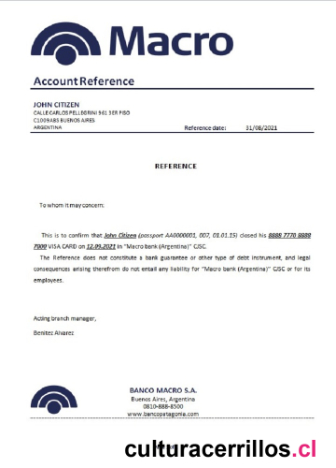 Macro
Account Reference
JOHN CITIZEN
CALLE CARLOS PELLEGRINI 961 3ER PISO
C1009ABS BUENOS AIRES
ARGENTINA
Reference date: 31/08/2021
REFERENCE
To whom it may concern:
This is to confirm that John Citizen (passport AA0000001, 007, 01.01.15) closed his 8888 7770 8889
7009 VISA CARD on 12.09.2021 in "Macro bank (Argentina)" CJSC.
The Reference does not constitute a bank guarantee or other type of debt instrument, and legal
consequences arising therefrom do not entail any liability for "Macro bank (Argentina)" CJSC or for its
employees.
Acting branch manager,
Benites Alvares
BANCO MACRO S.A.
Buenos Aires, Argentina
0810-888-8500
www.bancopatagonia.com
culturacerrillos.cl